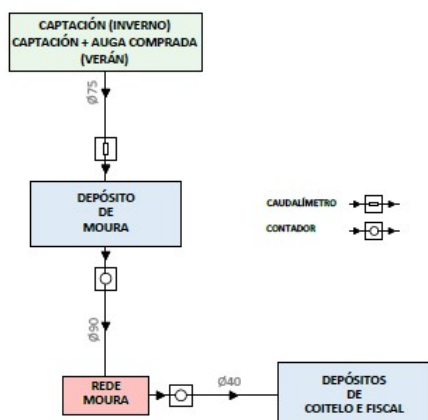 CAPTACIÓN (INVERNO)
CAPTACIÓN + AUGA COMPRADA
(VERÁN)
Ø75
DEPÓSITO
DE
MOURA
CAUDALÍMETRO
CONTADOR
Ø90
REDE
MOURA
Ø40
DEPÓSITOS
DE
COITELO E FISCAL